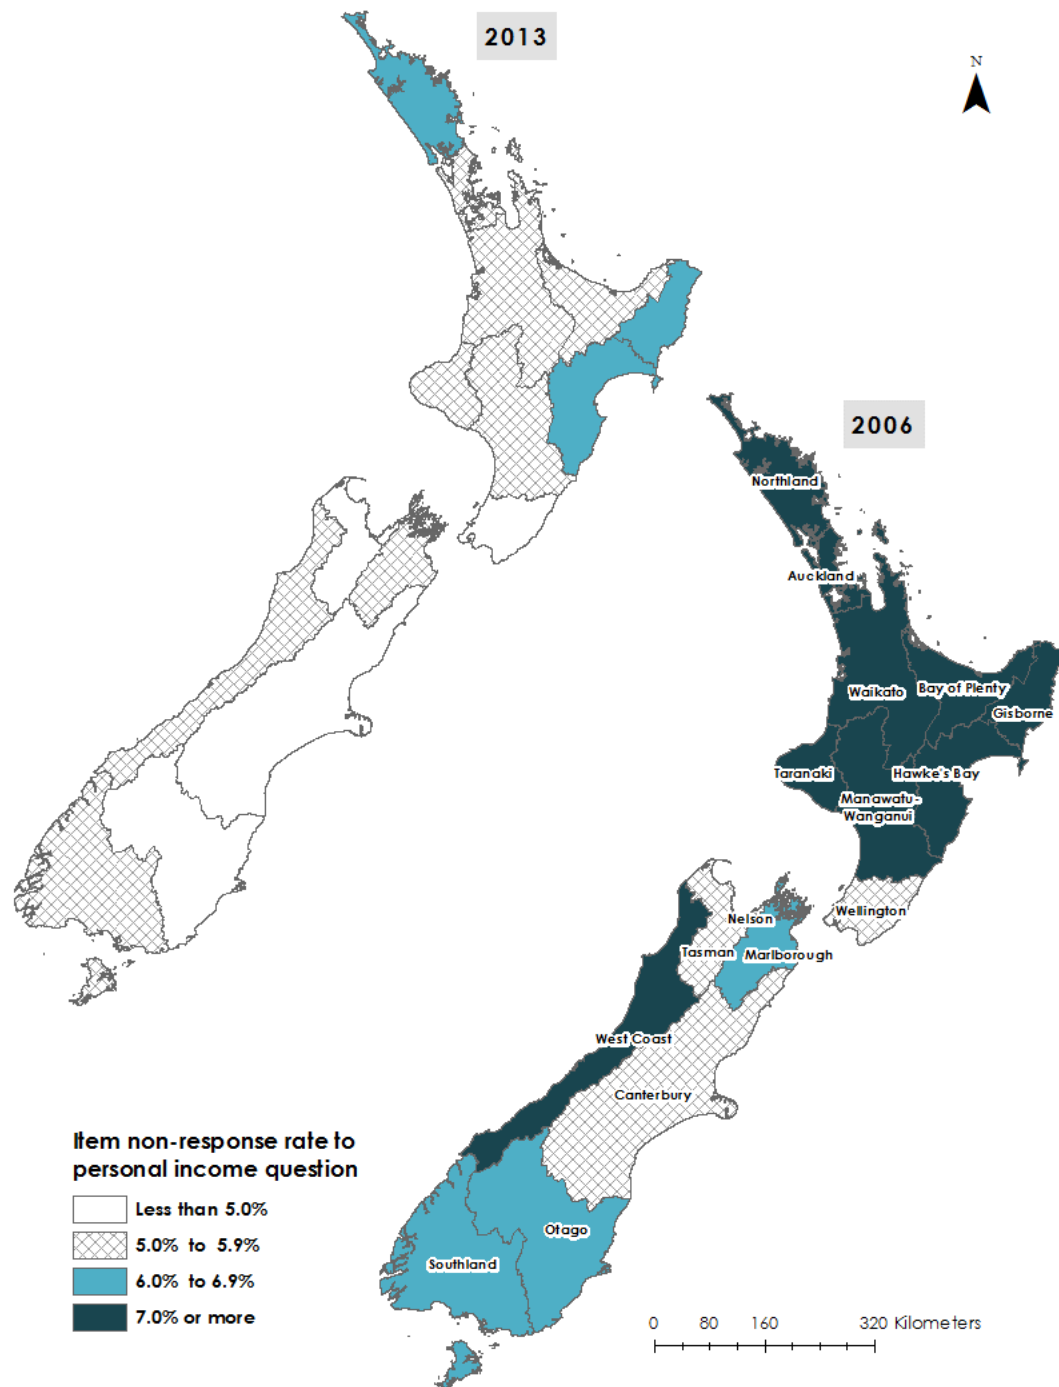 2013
N
2006
Northland
Auckland
Waikato
Bay of Plenty
Gisborne
Taranaki
Hawke's Bay
Manawatu-
Wanganui
Wellington
Nelson
Tasman
Marlborough
West Coast
Canterbury
Otago
Southland
Item non-response rate to
personal income question
Less than 5.0%
5.0% to 5.9%
6.0% to 6.9%
7.0% or more
0 80 160 320 Kilometers